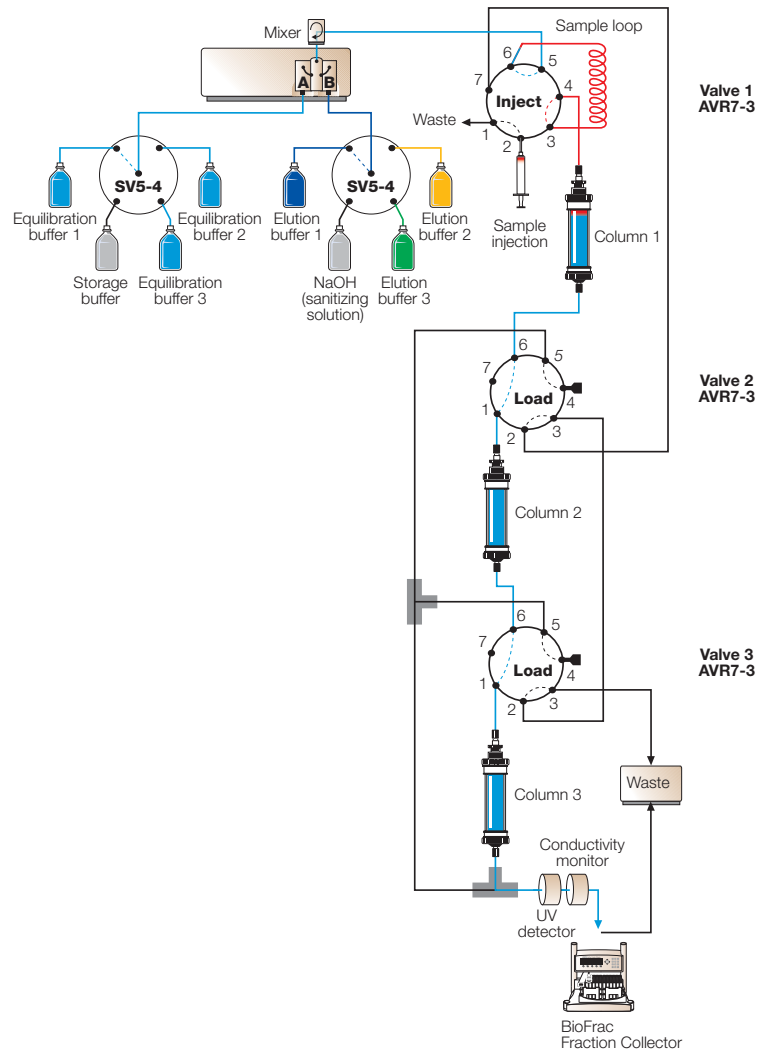 Mixer
Sample loop
A
B
6
5
7
4
Inject
Valve 1
AVR7-3
Waste
1
2
3
SV5-4
SV5-4
Equilibration
buffer 1
Equilibration
buffer 2
Elution
buffer 1
Elution
buffer 2
Sample
injection
Column 1
Storage
buffer
Equilibration
buffer 3
NaOH
(sanitizing
solution)
Elution
buffer 3
6
5
7
Load
Valve 2
AVR7-3
4
1
3
2
Column 2
6
5
7
Load
Valve 3
AVR7-3
4
1
3
2
Waste
Column 3
Conductivity
monitor
UV
detector
BioFrac
Fraction Collector